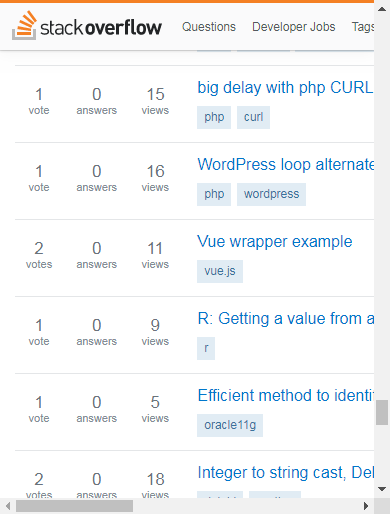 stackoverflow Questions Developer Jobs Tags
1 0 15 big delay with php CURL
vote answers views php curl
1 0 16 WordPress loop alternate
vote answers views php wordpress
2 0 11 Vue wrapper example
votes answers views vue.js
1 0 9 R: Getting a value from a
vote answers views r
1 0 5 Efficient method to identi
vote answers views oracle11g
2 0 18 Integer to string cast, Del
votes answers views